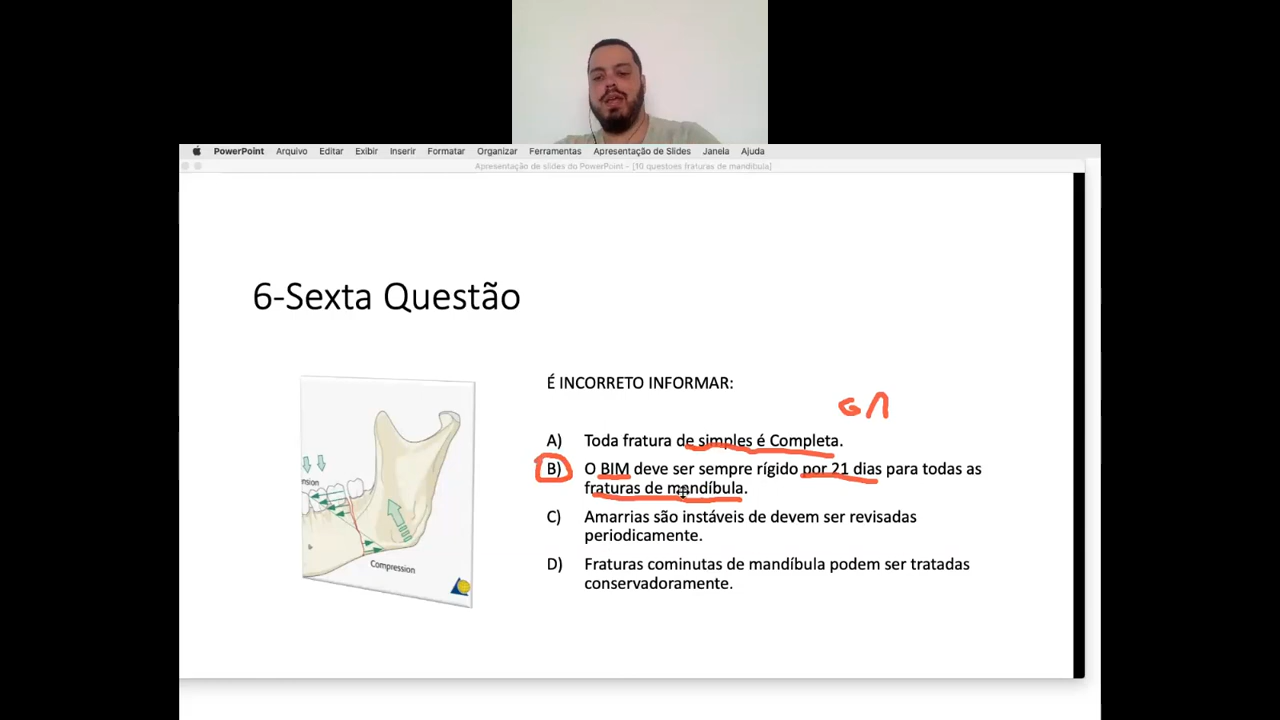 PowerPoint Arquivo Editar Exibir Inserir Formatar Organizar Ferramentas Apresentação de Slides Janela Ajuda
Apresentação de slides do PowerPoint - [10 questoes fraturas de mandibula]
6-Sexta Questão
É INCORRETO INFORMAR:
A) Toda fratura de simples é Completa.
B) O BIM deve ser sempre rígido por 21 dias para todas as
fraturas de mandíbula.
C) Amarrias são instáveis de devem ser revisadas
periodicamente.
D) Fraturas cominutas de mandíbula podem ser tratadas
conservadoramente.
nsion
Compression